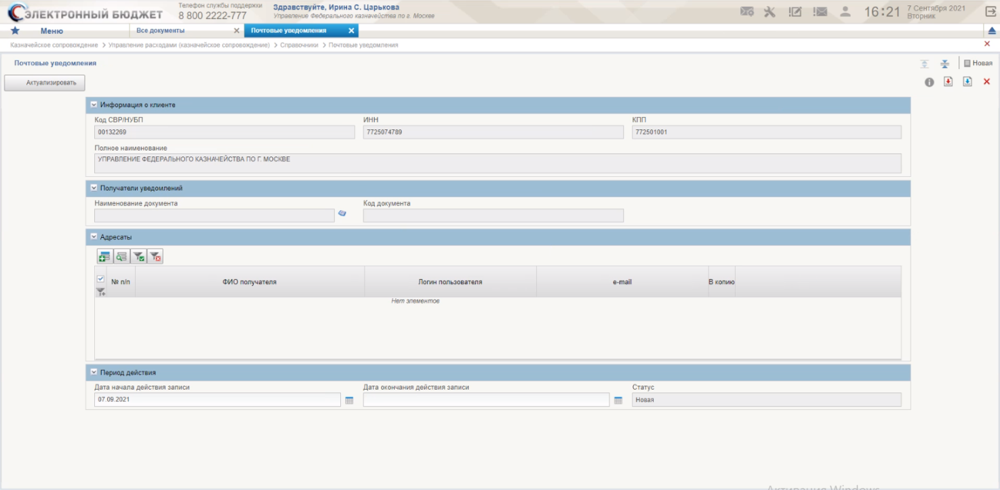 ЭЛЕКТРОННЫЙ БЮДЖЕТ
Телефон службы поддержки
8 800 2222-777
Здравствуйте, Ирина С. Царькова
Управление Федерального казначейства по г. Москве
16:21
7 Сентября 2021
Вторник
Меню
Все документы
Почтовые уведомления
Казначейское сопровождение > Управление расходами (казначейское сопровождение) > Справочники > Почтовые уведомления
Почтовые уведомления
Новая
Актуализировать
Информация о клиенте
Код СВР/НУБП ИНН КПП
00132269 7725074789 772501001
Полное наименование
УПРАВЛЕНИЕ ФЕДЕРАЛЬНОГО КАЗНАЧЕЙСТВА ПО Г. МОСКВЕ
Получатели уведомлений
Наименование документа Код документа
Адресаты
№ п/п ФИО получателя Логин пользователя e-mail В копию
Нет элементов
Период действия
Дата начала действия записи Дата окончания действия записи Статус
07.09.2021 Новая
Активация Windows